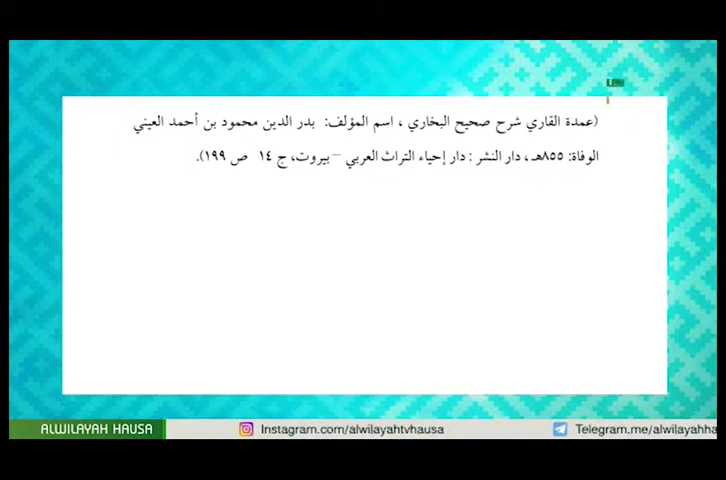 (عمدة القاري شرح صحيح البخاري ، اسم المؤلف: بدر الدين محمود بن أحمد العيني
الوفاة: ٨٥٥هـ، دار النشر : دار إحياء التراث العربي – بيروت، ج ١٤ ص ١٩٩).
ALWILAYAH HAUSA
Instagram.com/alwilayahtvhausa
Telegram.me/alwilayahha